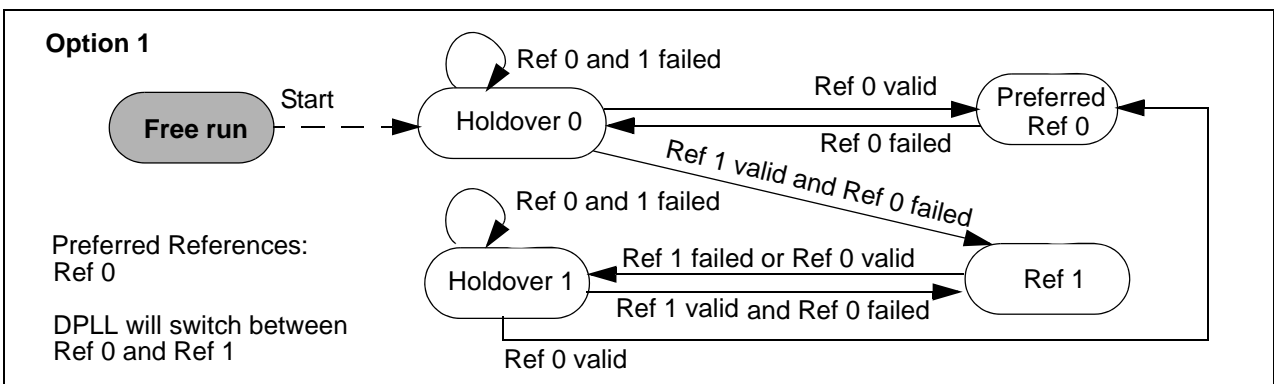 Option 1
Ref 0 and 1 failed
Start
Free run
Holdover 0
Ref 0 valid
Ref 0 failed
Preferred
Ref 0
Ref 1 valid and Ref 0 failed
Ref 0 and 1 failed
Preferred References:
Ref 0
Holdover 1
Ref 1 failed or Ref 0 valid
Ref 1 valid and Ref 0 failed
Ref 1
DPLL will switch between
Ref 0 and Ref 1
Ref 0 valid